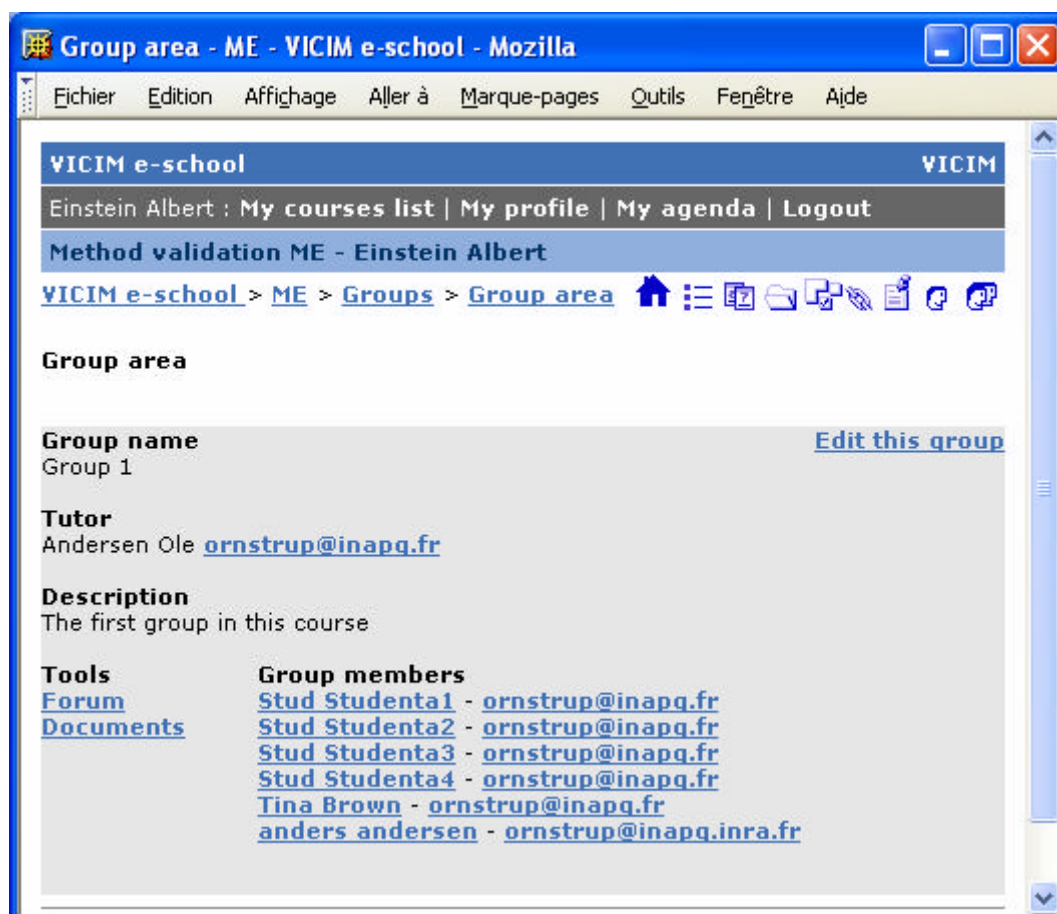 Group area - ME - VICIM e-school - Mozilla
Fichier Edition Affichage Aller à Marque-pages Outils Fenêtre Aide
VICIM e-school VICIM
Einstein Albert : My courses list | My profile | My agenda | Logout
Method validation ME - Einstein Albert
VICIM e-school > ME > Groups > Group area
Group area
Group name Edit this group
Group 1
Tutor
Andersen Ole ornstrup@inapg.fr
Description
The first group in this course
Tools Group members
Forum Stud Studenta1 - ornstrup@inapg.fr
Documents Stud Studenta2 - ornstrup@inapg.fr
Stud Studenta3 - ornstrup@inapg.fr
Stud Studenta4 - ornstrup@inapg.fr
Tina Brown - ornstrup@inapg.fr
anders andersen - ornstrup@inapg.inra.fr